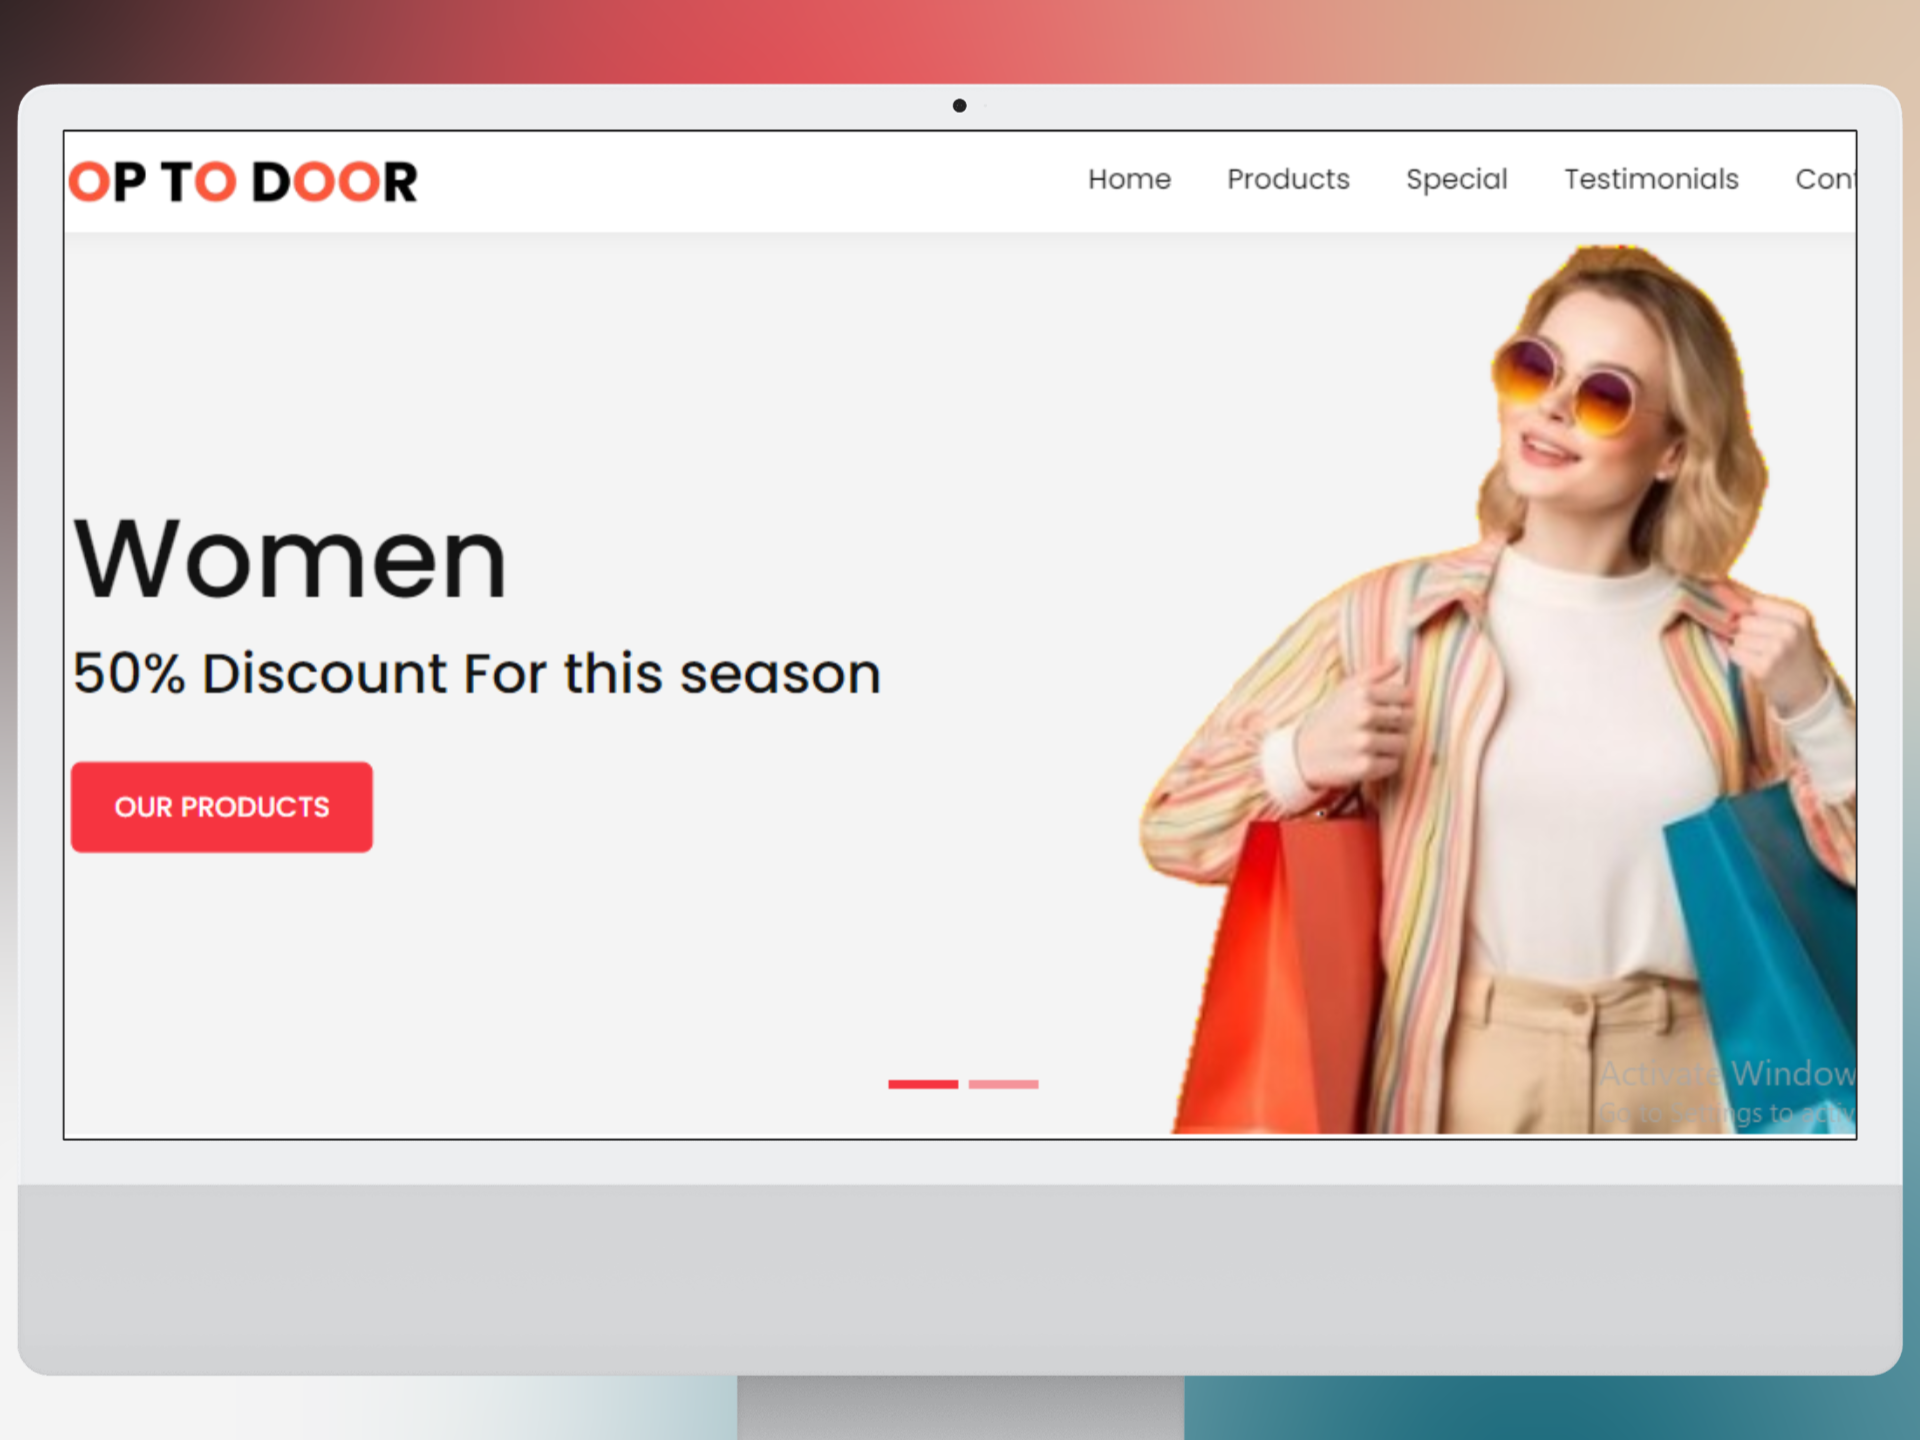 OP TO DOOR
Home Products Special Testimonials Cont
Women
50% Discount For this season
OUR PRODUCTS
Activate Window
Go to Settings to activ